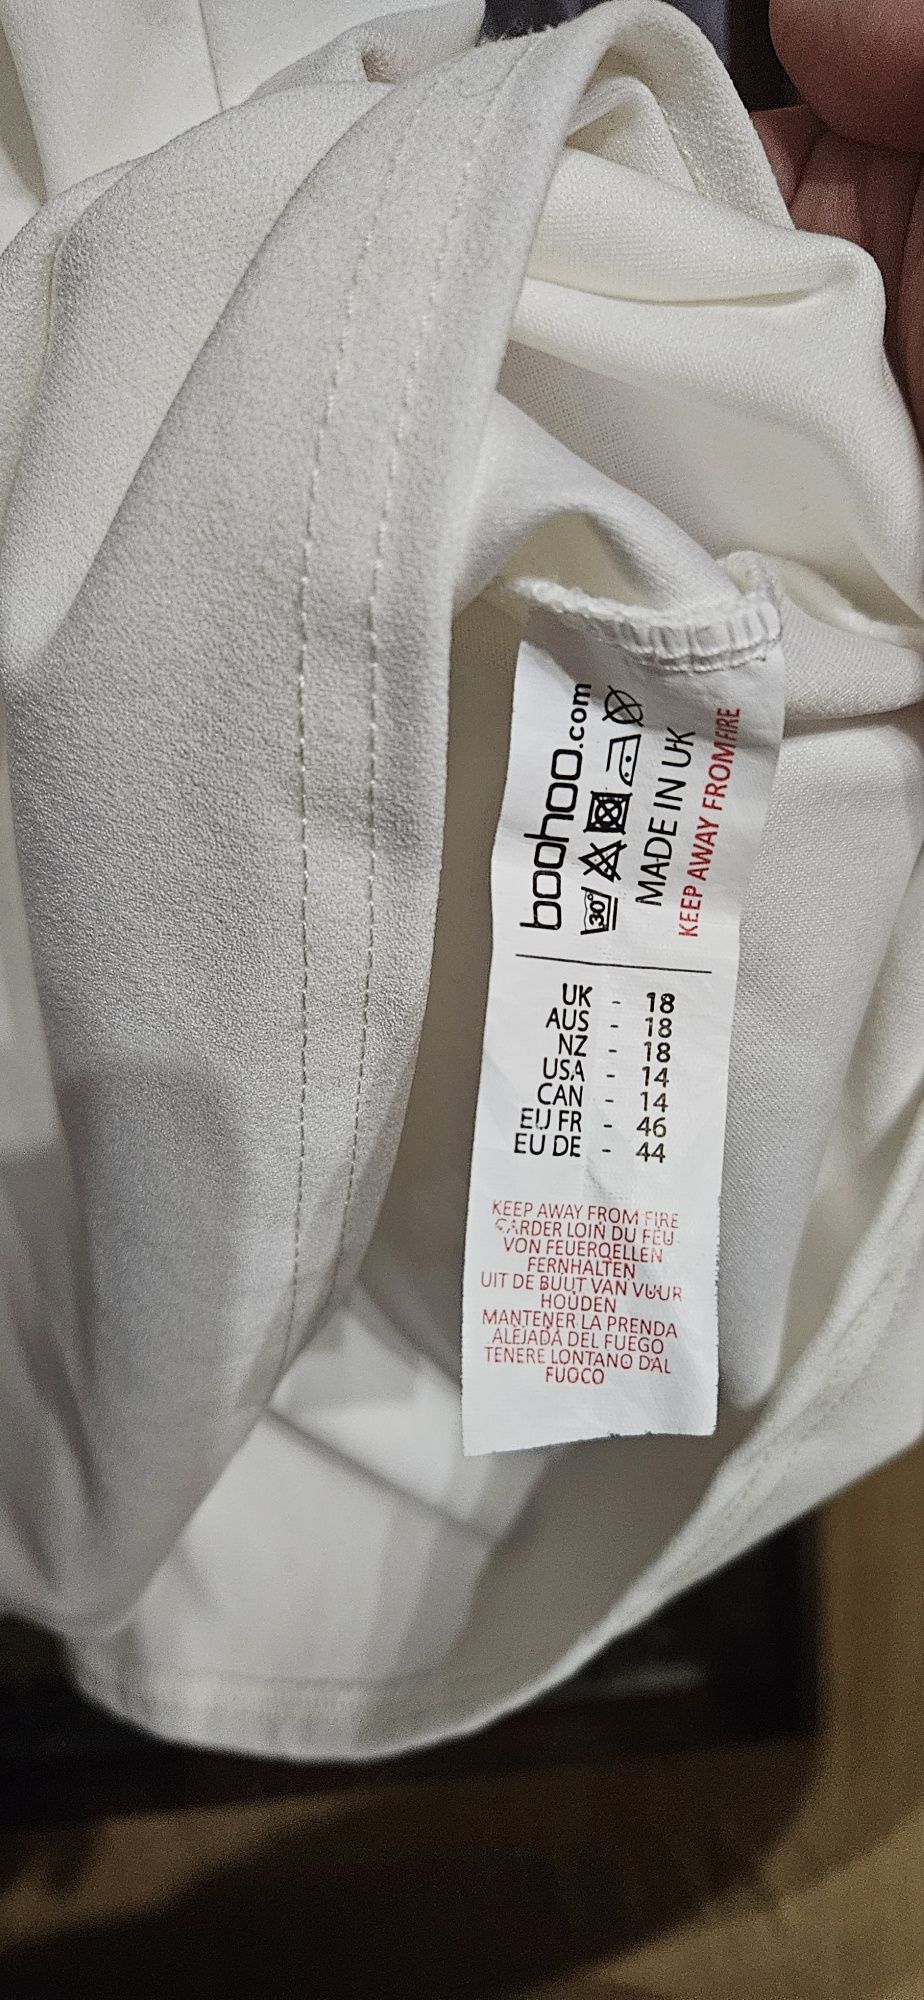 boohoo.com
30°
MADE IN UK
KEEP AWAY FROM FIRE
UK - 18
AUS - 18
NZ - 18
USA - 14
CAN - 14
EU FR - 46
EU DE - 44
KEEP AWAY FROM FIRE
GARDER LOIN DU FEU
VON FEUERQELLEN
FERNHALTEN
UIT DE BUUT VAN VUUR
HOUDEN
MANTENER LA PRENDA
ALEJADA DEL FUEGO
TENERE LONTANO DAL
FUOCO